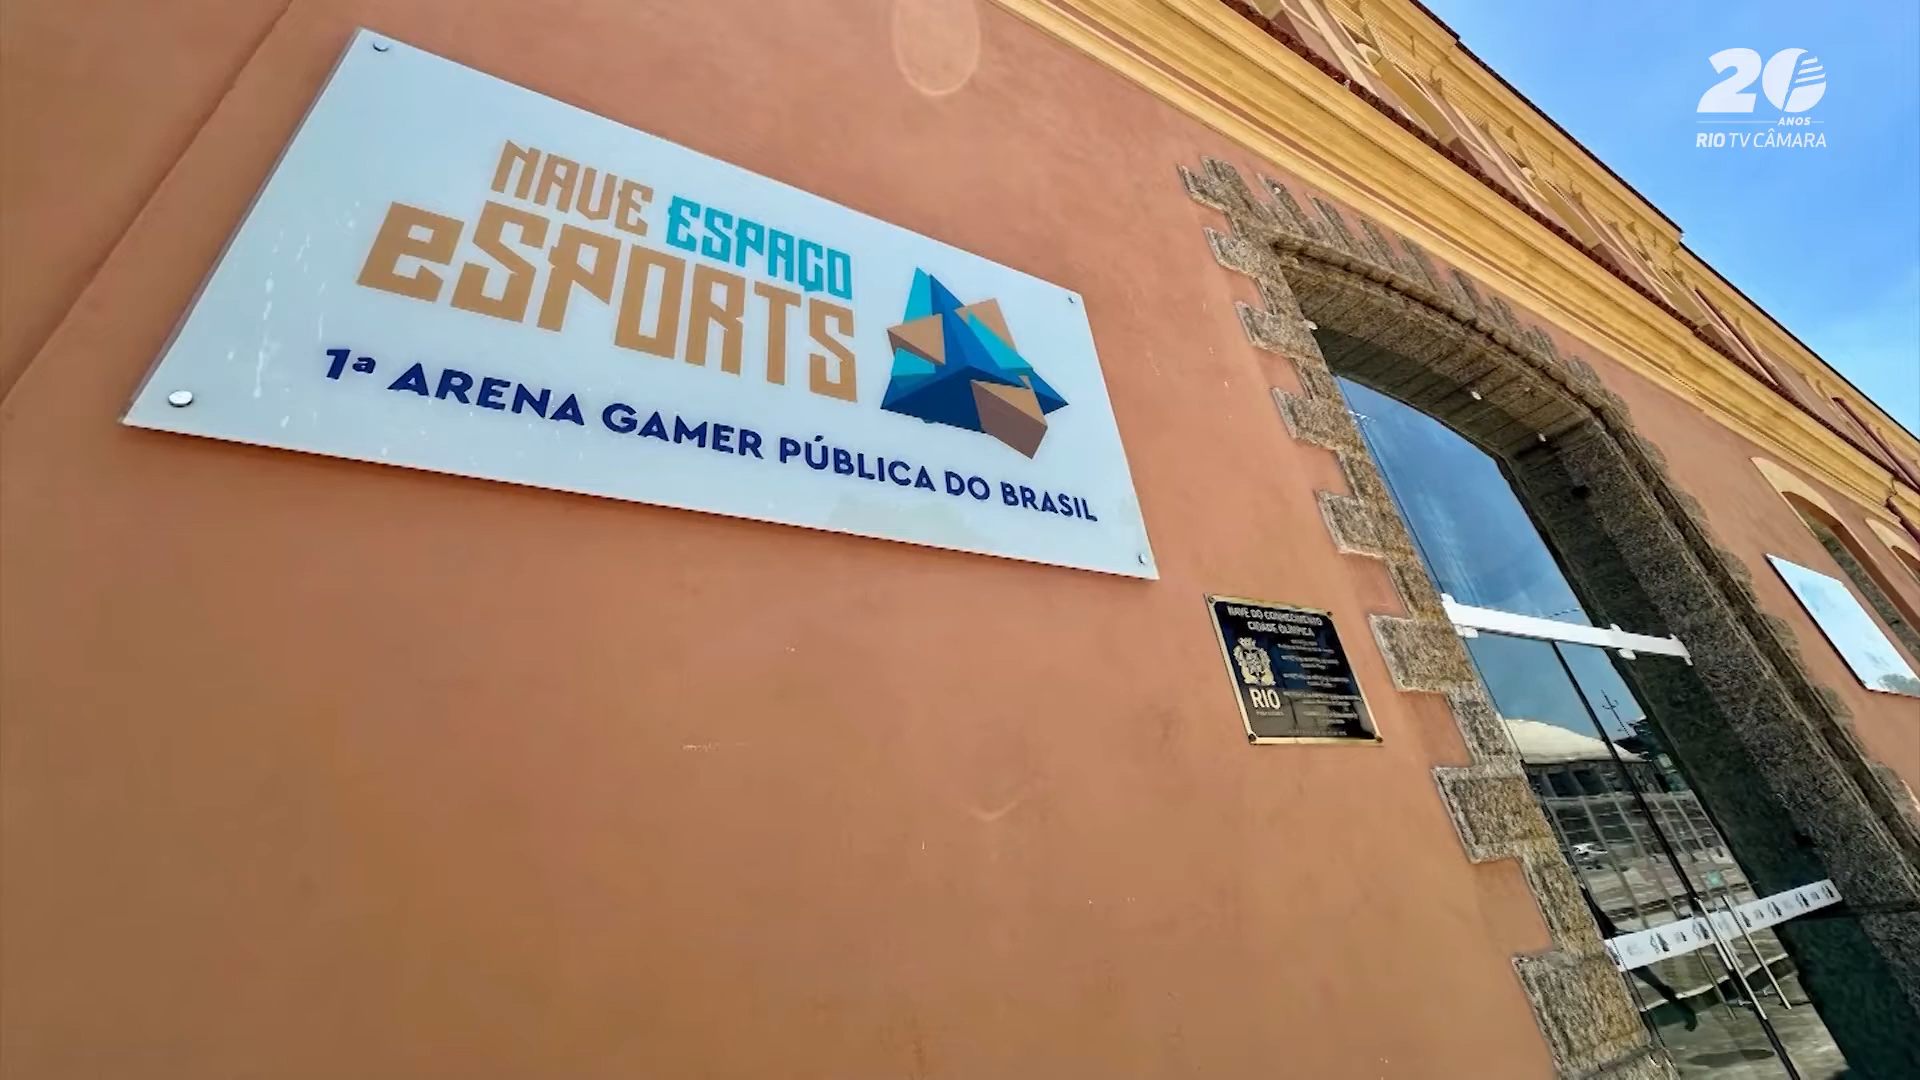 NAVE ESPAÇO
eSPORTS
1ª ARENA GAMER PÚBLICA DO BRASIL
20
ANOS
RIO TV CÂMARA
NAVE DO CONHECIMENTO
CIDADE OLÍMPICA
RIO